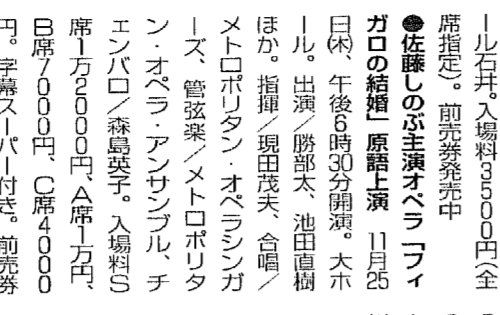 ール石井。入場料3500円(全
席指定)。前売券発売中
●佐藤しのぶ主演オペラ「フィ
ガロの結婚」原語上演 11月25
日(木)、午後6時30分開演。大ホ
ール。出演/勝部太、池田直樹
ほか。指揮/現田茂夫、合唱/
メトロポリタン・オペラシンガ
ーズ、管弦楽/メトロポリタ
ン・オペラ・アンサンブル、チ
ェンバロ/森島英子。入場料S
席1万2000円、A席1万円、
B席7000円、C席4000
円。字幕スーパー付き。前売券